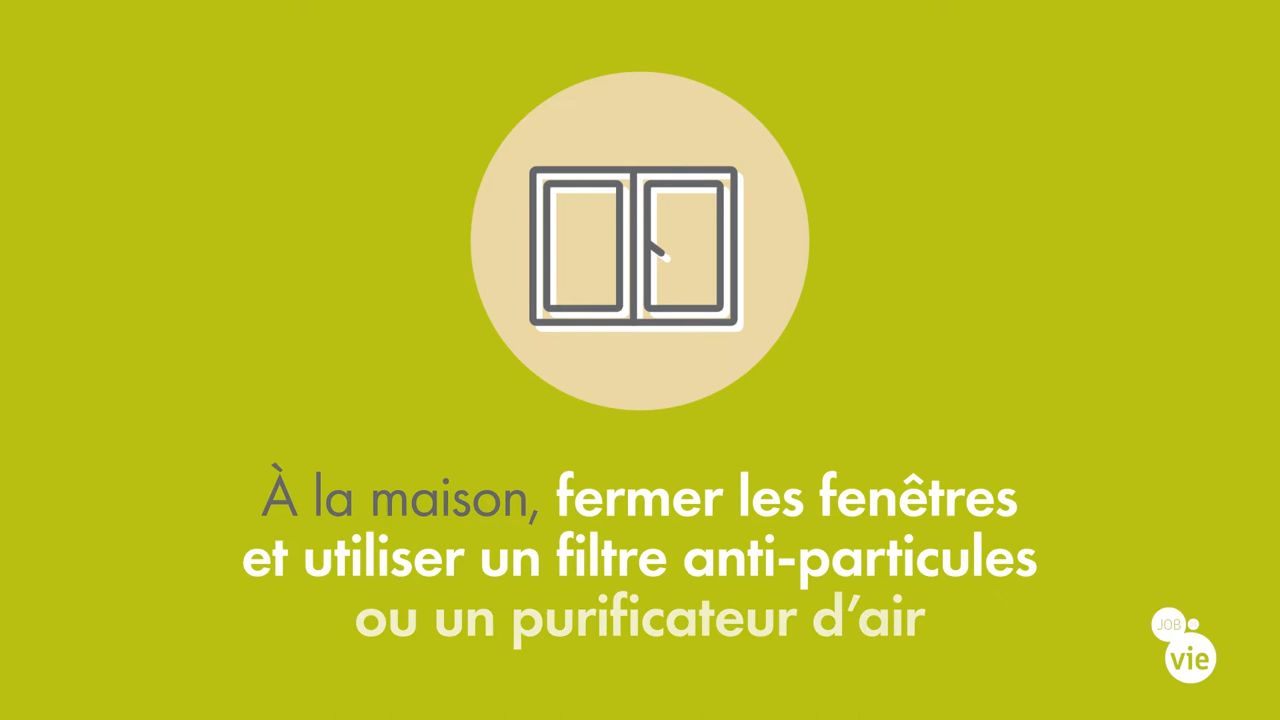 À la maison, fermer les fenêtres
et utiliser un filtre anti-particules
ou un purificateur d’air
JOB
vie